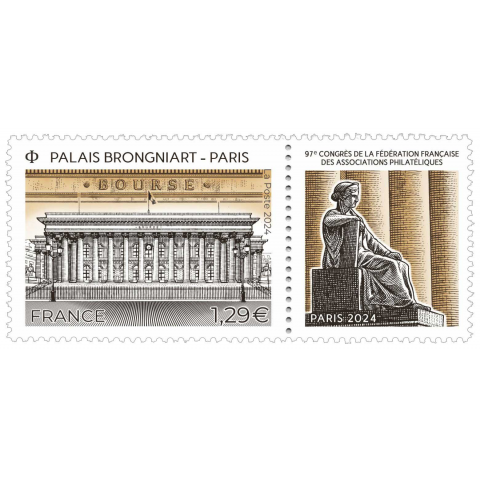 Φ PALAIS BRONGNIART - PARIS
BOURSE
La Poste 2024
FRANCE
1,29€
97e CONGRÈS DE LA FÉDÉRATION FRANÇAISE
DES ASSOCIATIONS PHILATÉLIQUES
PARIS 2024